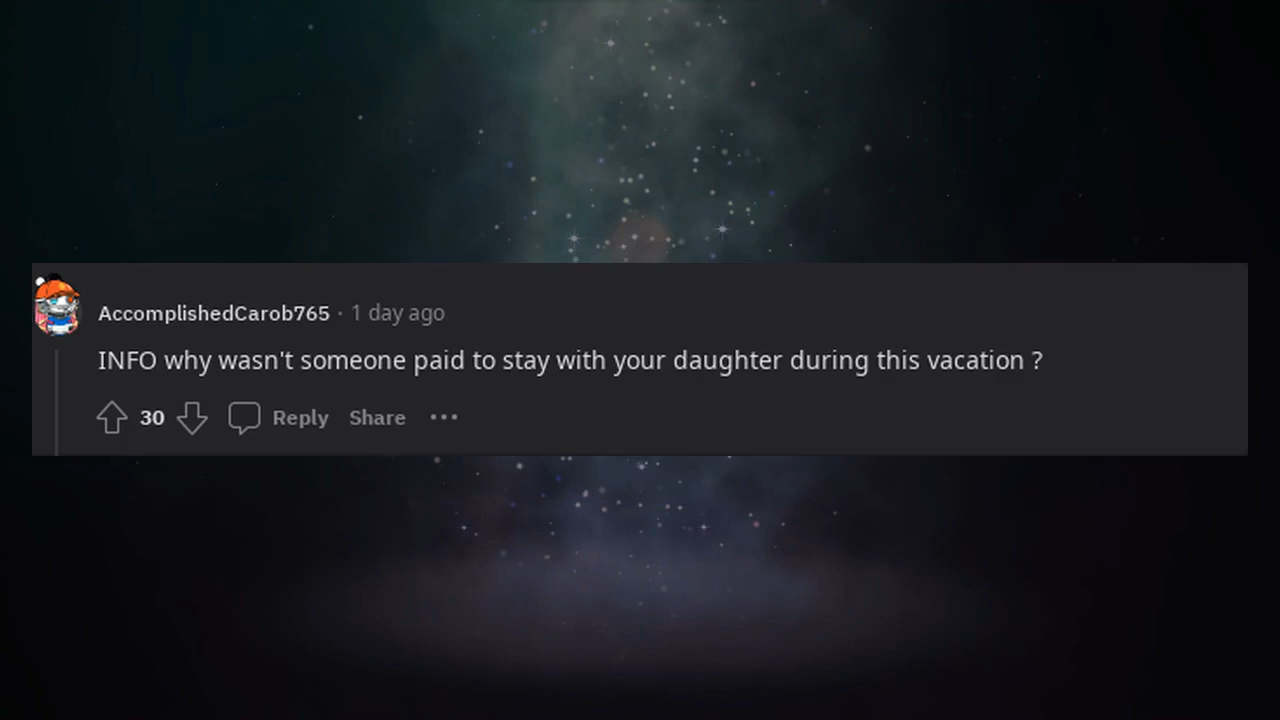 AccomplishedCarob765 · 1 day ago
INFO why wasn't someone paid to stay with your daughter during this vacation ?
30 Reply Share ···